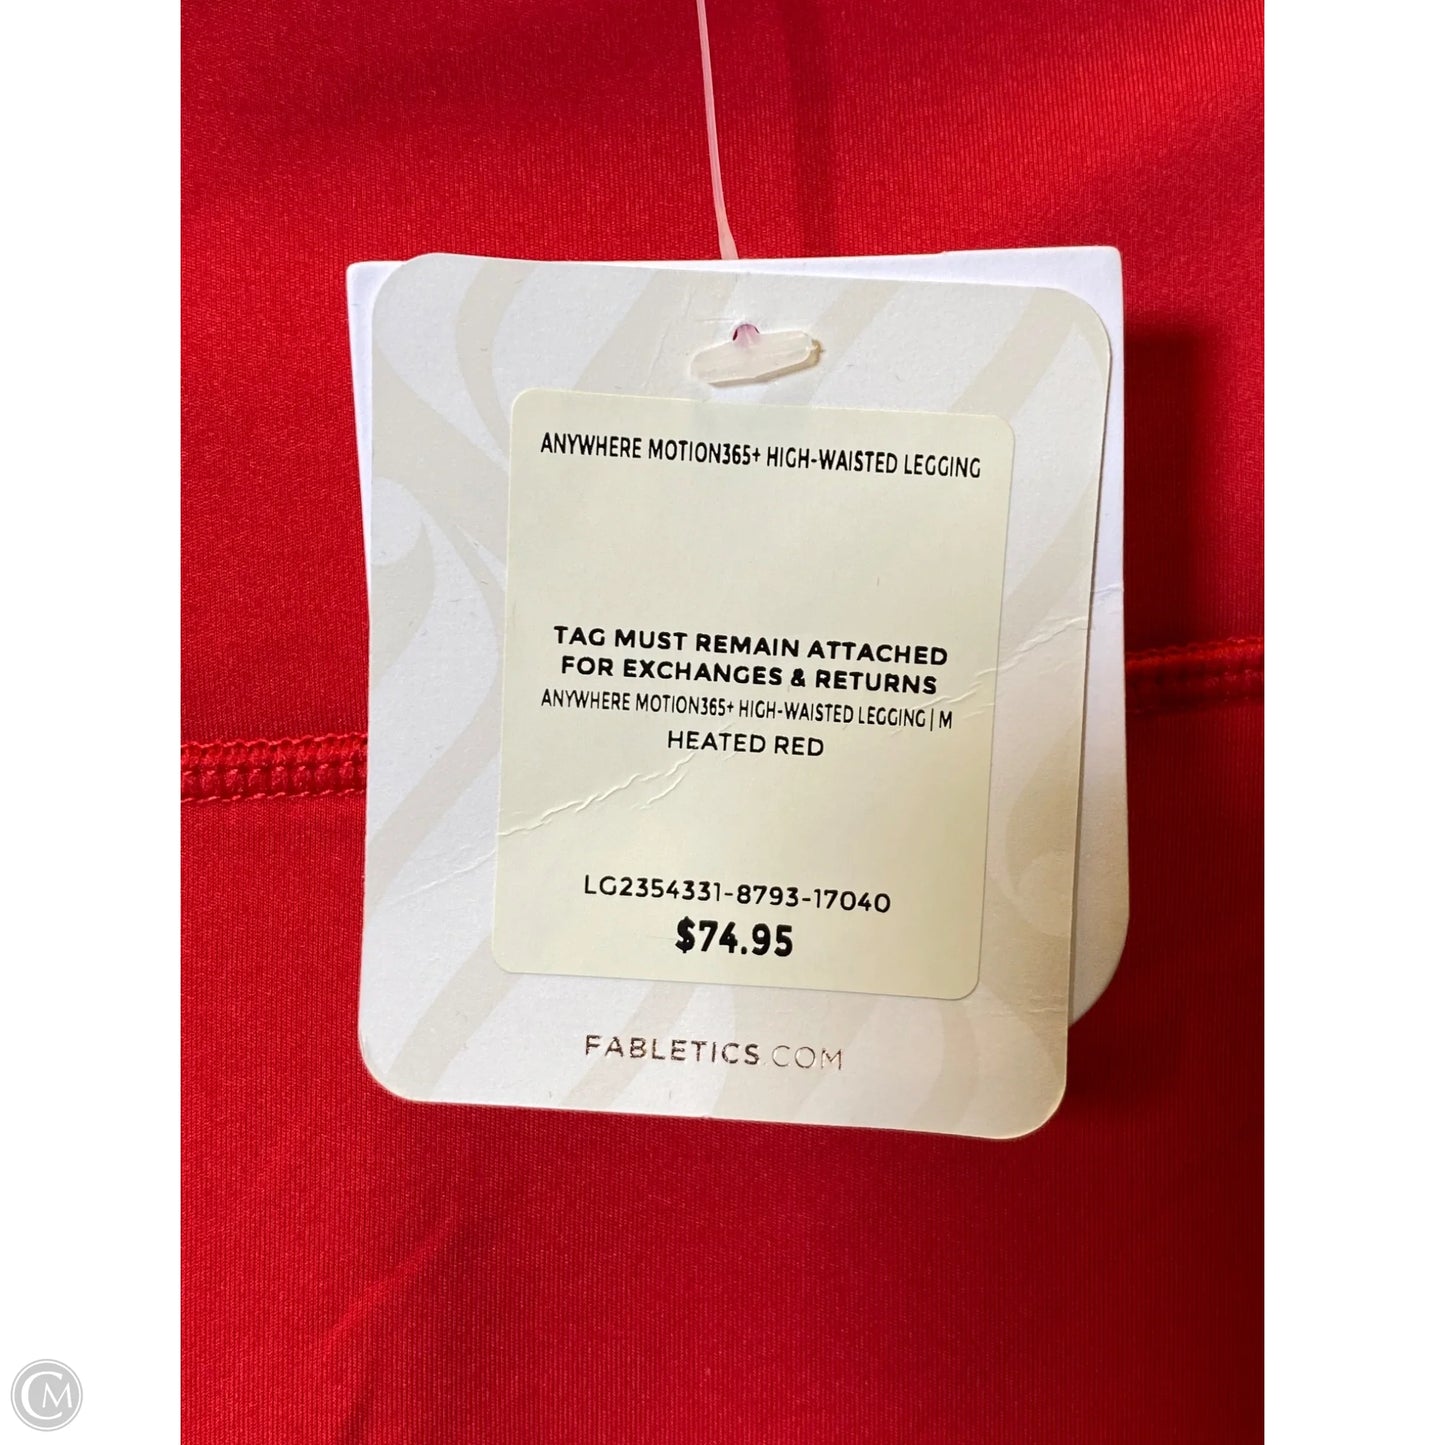 ANYWHERE MOTION365+ HIGH-WAISTED LEGGING
TAG MUST REMAIN ATTACHED
FOR EXCHANGES & RETURNS
ANYWHERE MOTION365+ HIGH-WAISTED LEGGING | M
HEATED RED
LG2354331-8793-17040
$74.95
FABLETICS.COM
CM